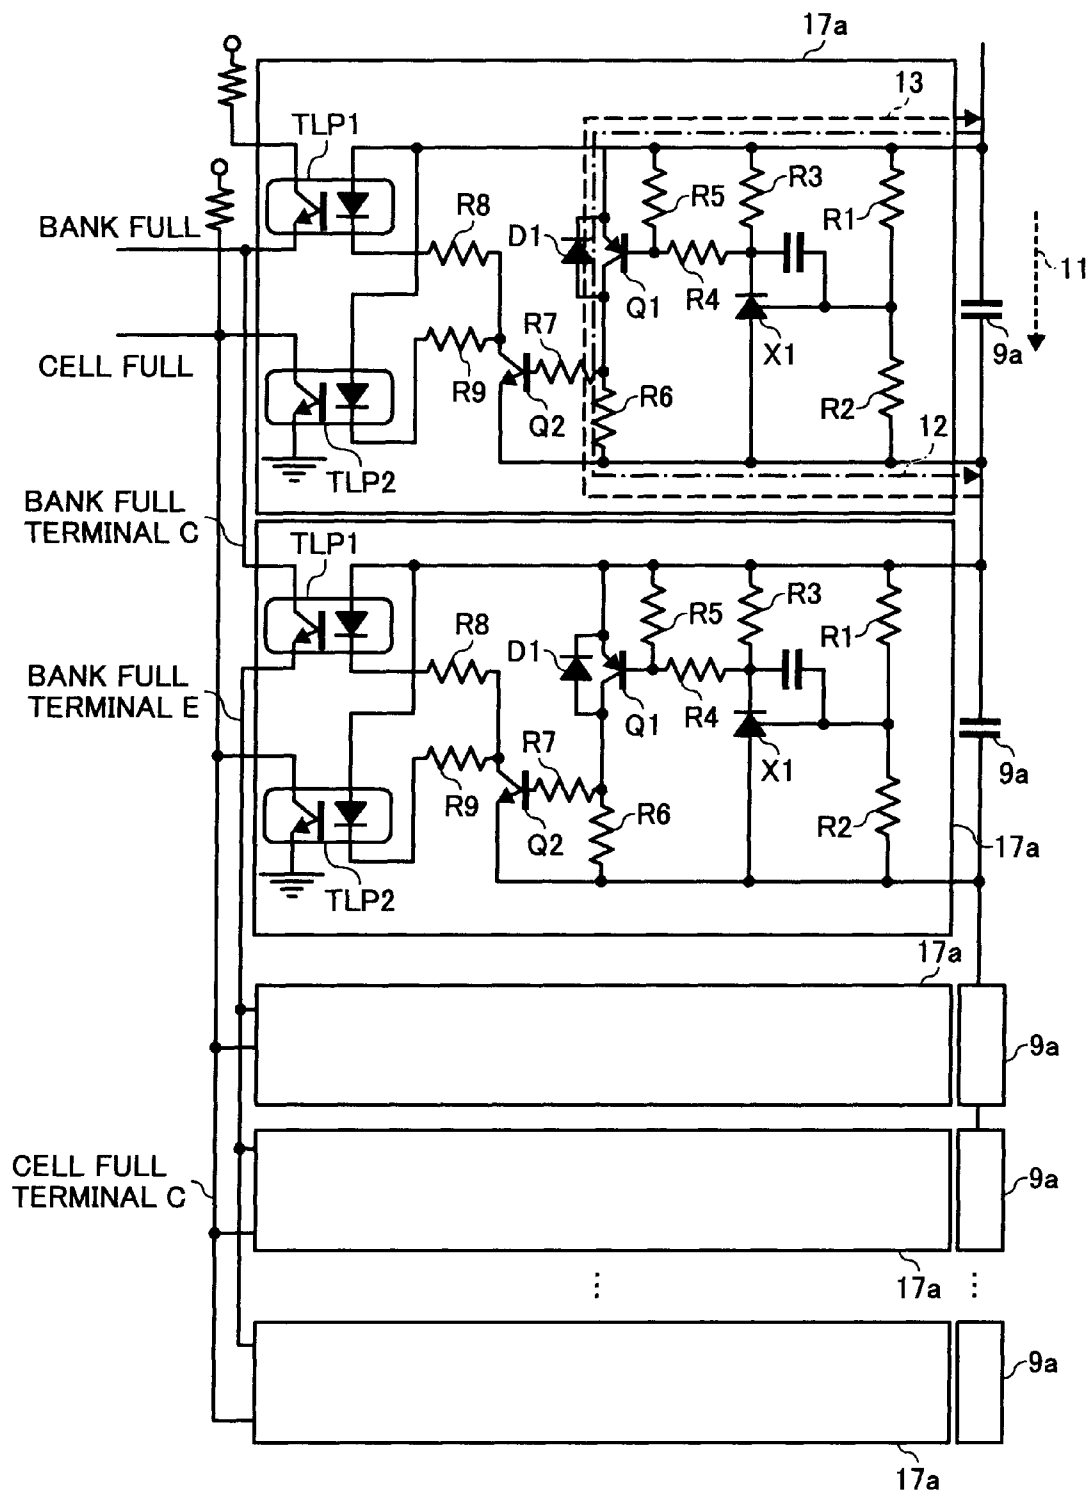 17a
13
TLP1
R3
R5
R1
BANK FULL
R8
D1
11
R4
Q1
X1
9a
R7
CELL FULL
R9
R6
R2
Q2
12
TLP2
BANK FULL
TERMINAL C
TLP1
R3
R5
R1
R8
D1
BANK FULL
TERMINAL E
R4
Q1
R7
X1
9a
R9
R6
R2
Q2
17a
TLP2
17a
9a
CELL FULL
TERMINAL C
9a
17a
⋮
⋮
9a
17a